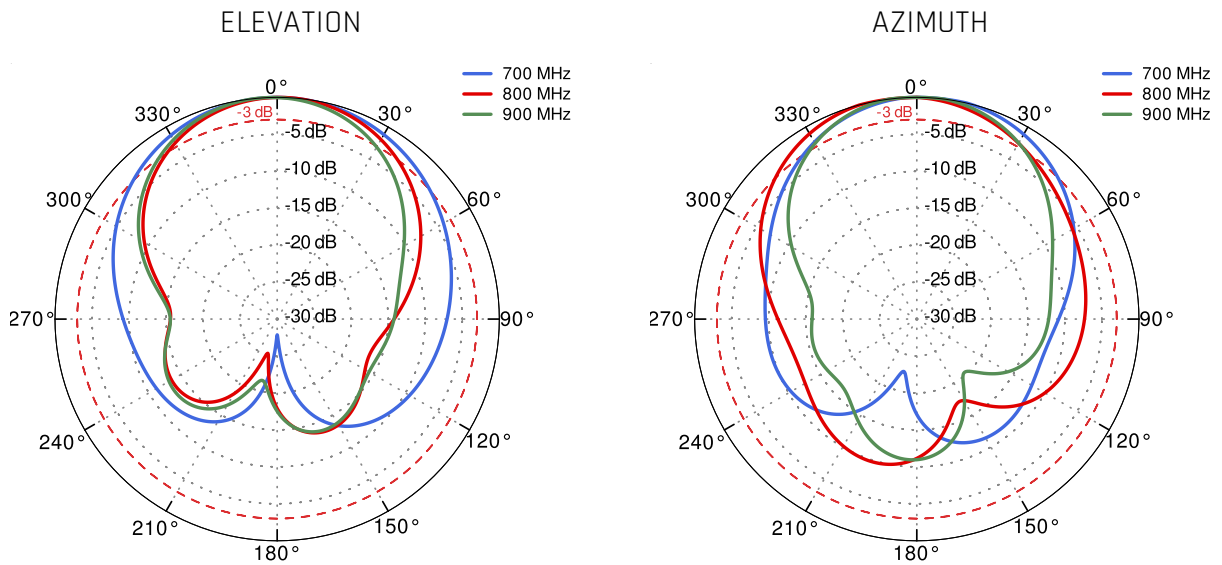 ELEVATION
700 MHz
800 MHz
900 MHz
0°
30°
60°
90°
120°
150°
180°
210°
240°
270°
300°
330°
-3 dB
-5 dB
-10 dB
-15 dB
-20 dB
-25 dB
-30 dB
AZIMUTH
700 MHz
800 MHz
900 MHz
0°
30°
60°
90°
120°
150°
180°
210°
240°
270°
300°
330°
-3 dB
-5 dB
-10 dB
-15 dB
-20 dB
-25 dB
-30 dB